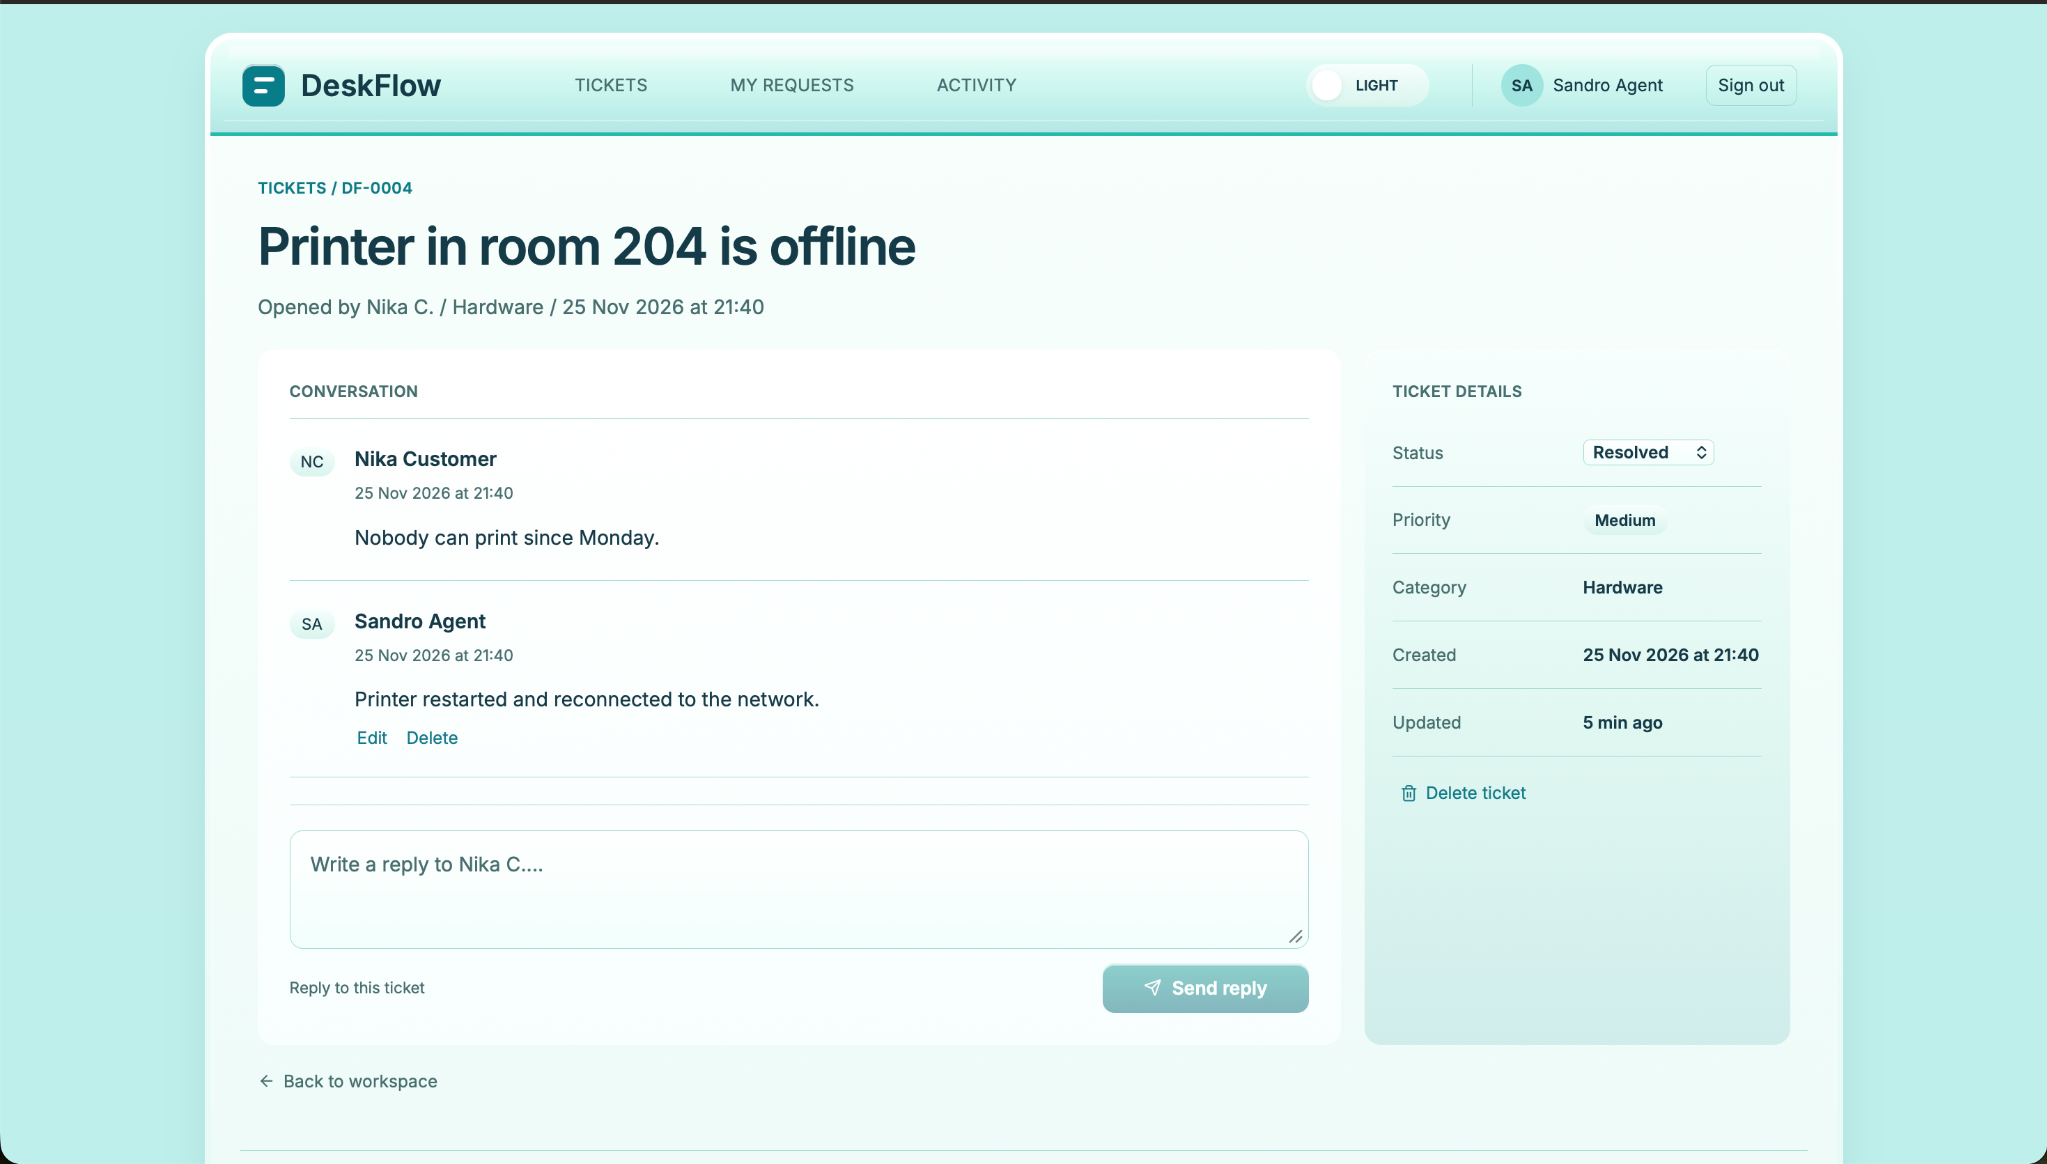 DeskFlow
TICKETS
MY REQUESTS
ACTIVITY
LIGHT
SA
Sandro Agent
Sign out
TICKETS / DF-0004
Printer in room 204 is offline
Opened by Nika C. / Hardware / 25 Nov 2026 at 21:40
CONVERSATION
NC
Nika Customer
25 Nov 2026 at 21:40
Nobody can print since Monday.
SA
Sandro Agent
25 Nov 2026 at 21:40
Printer restarted and reconnected to the network.
Edit Delete
Write a reply to Nika C....
Reply to this ticket
Send reply
TICKET DETAILS
Status Resolved
Priority Medium
Category Hardware
Created 25 Nov 2026 at 21:40
Updated 5 min ago
Delete ticket
Back to workspace